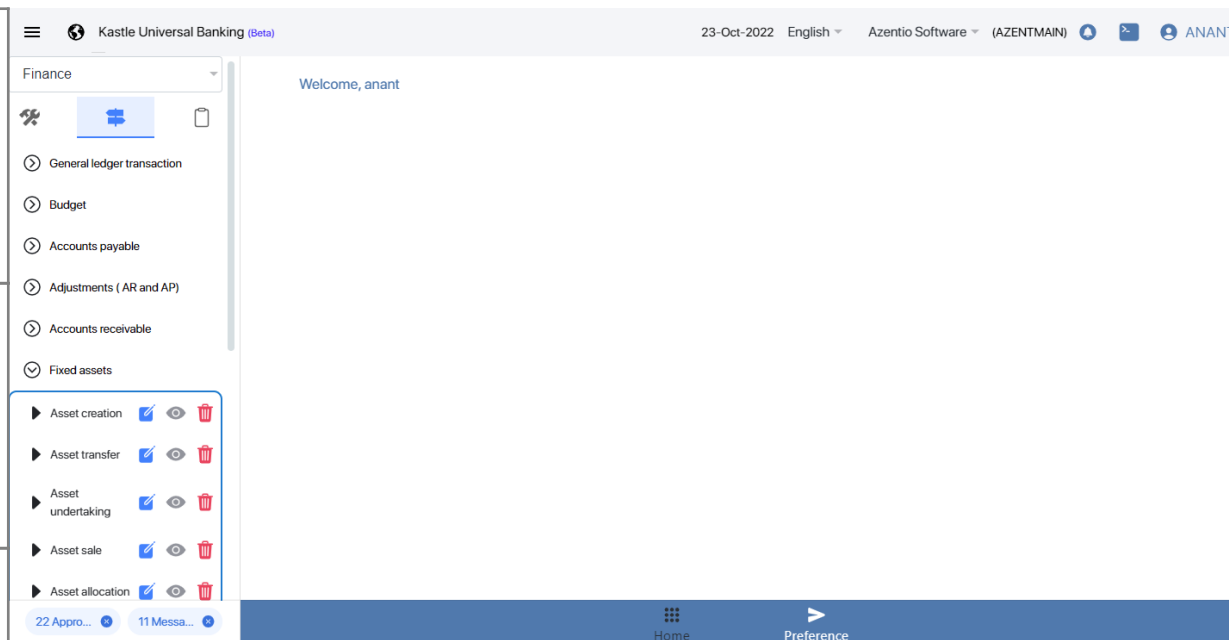 Kastle Universal Banking (Beta)
23-Oct-2022 English Azentio Software (AZENTMAIN) ANANT
Finance
Welcome, anant
General ledger transaction
Budget
Accounts payable
Adjustments ( AR and AP)
Accounts receivable
Fixed assets
Asset creation
Asset transfer
Asset
undertaking
Asset sale
Asset allocation
22 Appro... 11 Messa...
Home Preference